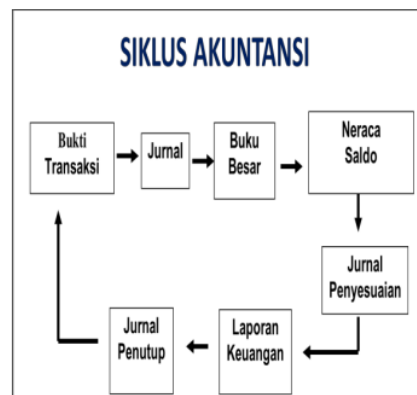 SIKLUS AKUNTANSI
Bukti
Transaksi
Jurnal
Buku
Besar
Neraca
Saldo
Jurnal
Penyesuaian
Laporan
Keuangan
Jurnal
Penutup